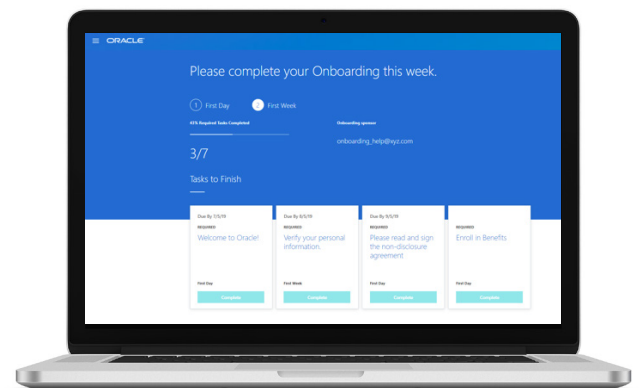 ORACLE
Please complete your Onboarding this week.
1 First Day 2 First Week
43% Required Tasks Completed
Onboarding sponsor
3/7
onboarding_help@xyz.com
Tasks to Finish
Due By 7/5/19
REQUIRED
Welcome to Oracle!
First Day
Complete
Due By 8/5/19
REQUIRED
Verify your personal
information.
First Week
Complete
Due By 9/5/19
REQUIRED
Please read and sign
the non-disclosure
agreement
First Day
Complete
REQUIRED
Enroll in Benefits
First Day
Complete